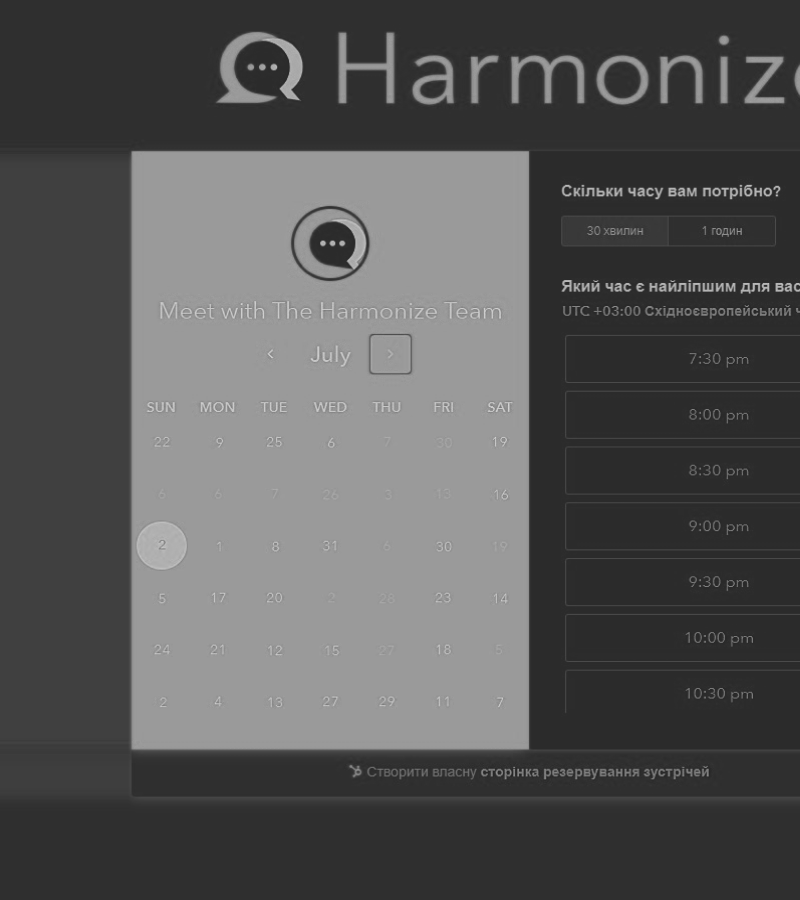 Harmoniz
Meet with The Harmonize Team
July
SUN MON TUE WED THU FRI SAT
22 9 25 6 7 30 19
6 7 26 3 13 16
2 1 8 31 6 30 19
5 17 20 2 26 23 14
24 21 12 15 27 18 5
2 4 13 27 29 11 7
Скільки часу вам потрібно?
30 хвилин 1 годин
Який час є найліпшим для вас
UTC +03:00 Східноєвропейський ч
7:30 pm
8:00 pm
8:30 pm
9:00 pm
9:30 pm
10:00 pm
10:30 pm
Створити власну сторінка резервування зустрічей